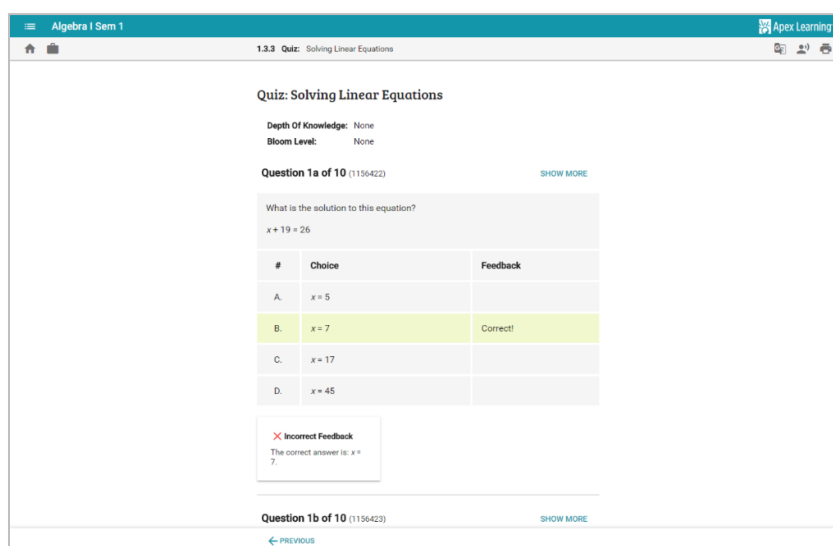 Algebra I Sem 1
Apex Learning
1.3.3 Quiz: Solving Linear Equations
Quiz: Solving Linear Equations
Depth Of Knowledge: None
Bloom Level: None
Question 1a of 10 (1156422) SHOW MORE
What is the solution to this equation?
x + 19 = 26
# Choice Feedback
A. x = 5
B. x = 7 Correct!
C. x = 17
D. x = 45
Incorrect Feedback
The correct answer is: x =
7.
Question 1b of 10 (1156423) SHOW MORE
PREVIOUS